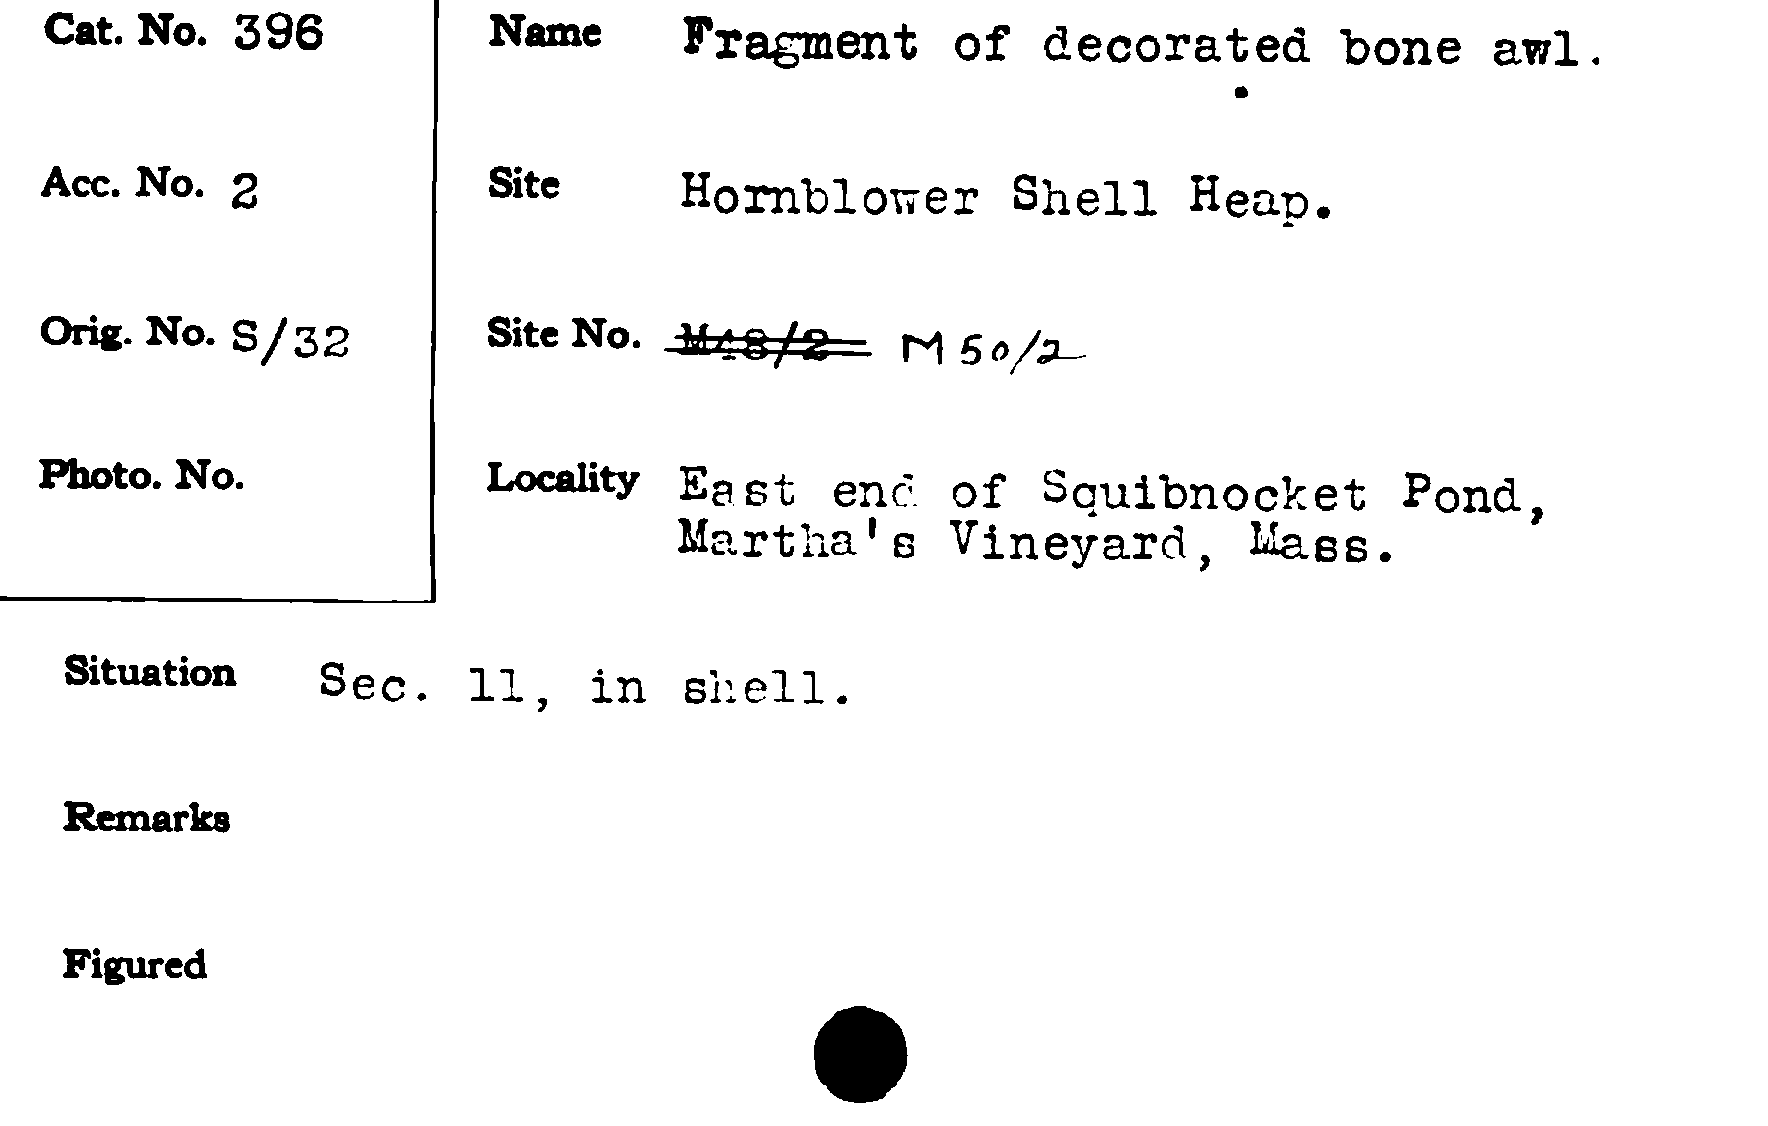 Cat. No. 396
Name Fragment of decorated bone awl.
Acc. No. 2
Site Hornblower Shell Heap.
Orig. No. S/32
Site No. M48/2 M50/2
Photo. No.
Locality East end of Squibnocket Pond,
Martha's Vineyard, Mass.
Situation Sec. 11, in shell.
Remarks
Figured